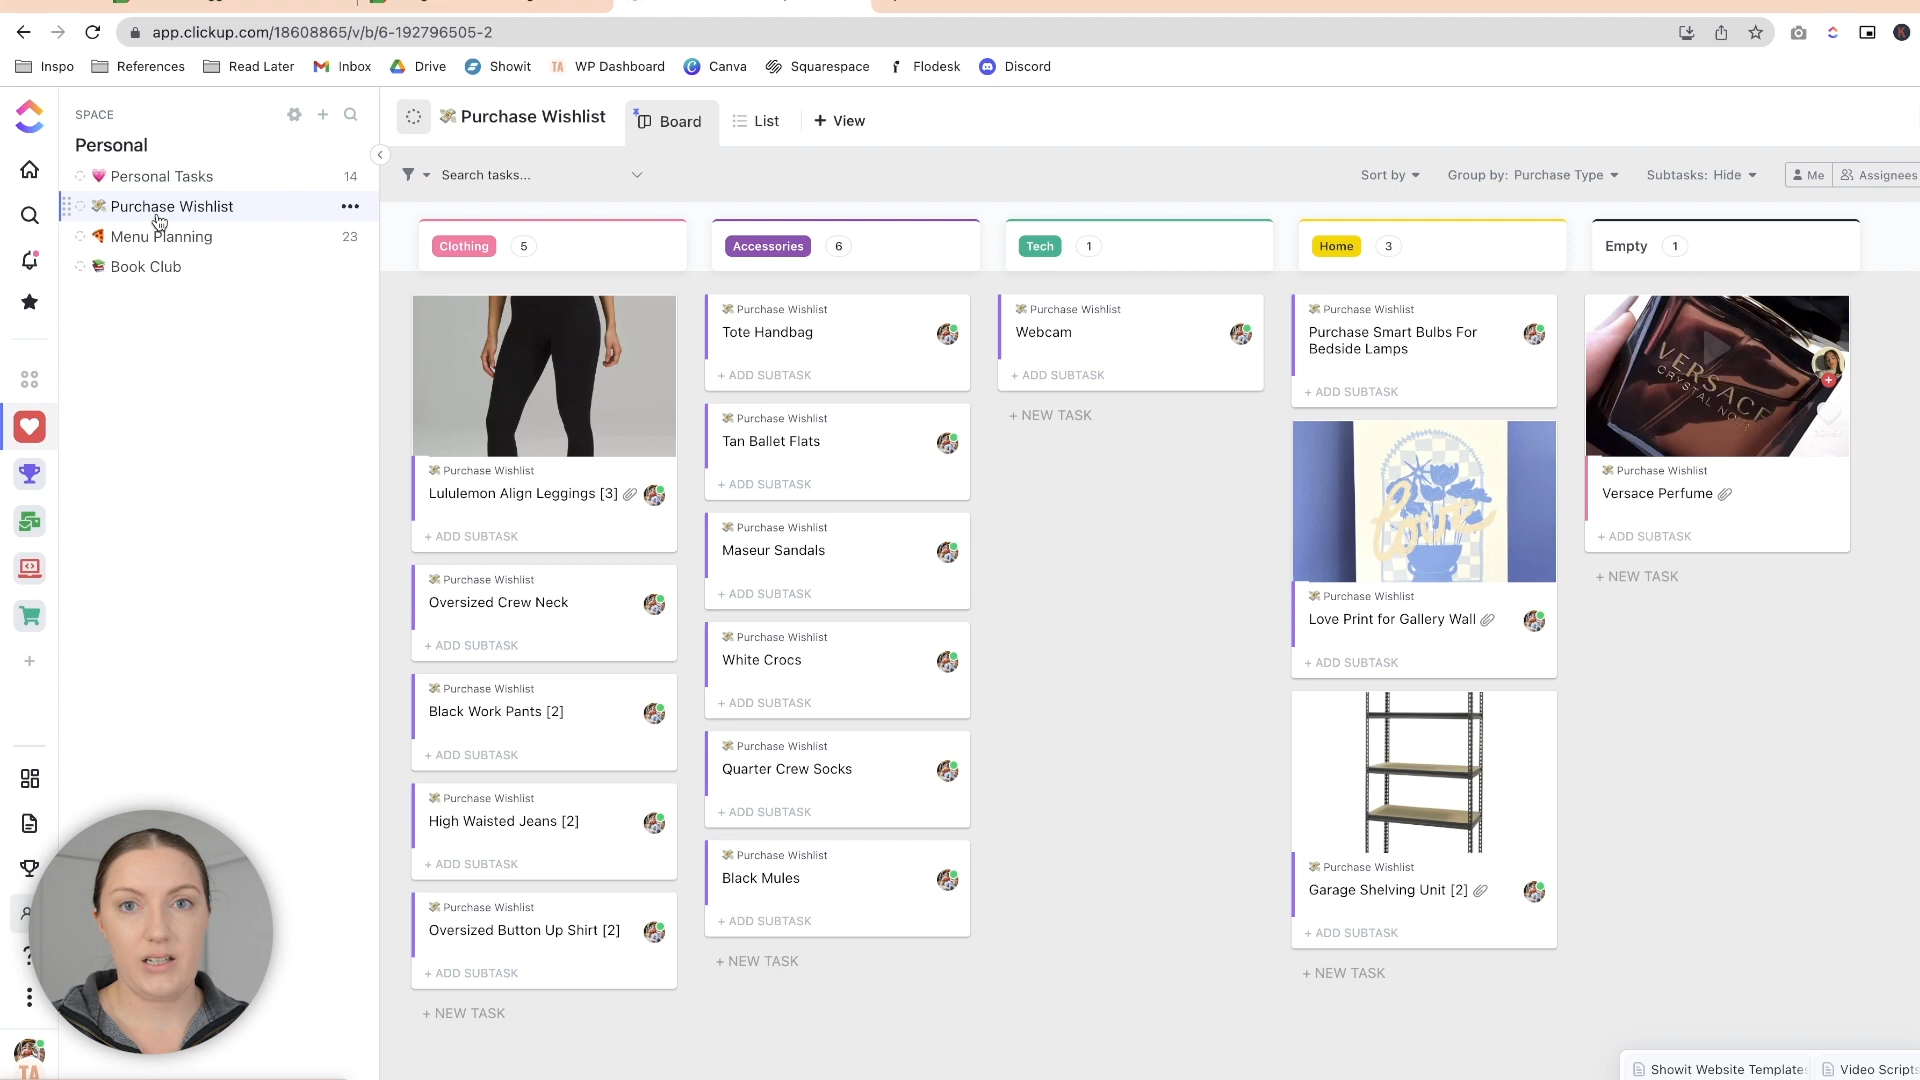 app.clickup.com/18608865/v/b/6-192796505-2
Inspo
References
Read Later
Inbox
Drive
Showit
TA
WP Dashboard
Canva
Squarespace
Flodesk
Discord
K
SPACE
Personal
Personal Tasks
14
Purchase Wishlist
Menu Planning
23
Book Club
Purchase Wishlist
Board
List
+ View
Search tasks...
Sort by
Group by: Purchase Type
Subtasks: Hide
Me
Assignees
Clothing
5
Purchase Wishlist
Lululemon Align Leggings [3]
+ ADD SUBTASK
Purchase Wishlist
Oversized Crew Neck
+ ADD SUBTASK
Purchase Wishlist
Black Work Pants [2]
+ ADD SUBTASK
Purchase Wishlist
High Waisted Jeans [2]
+ ADD SUBTASK
Purchase Wishlist
Oversized Button Up Shirt [2]
+ ADD SUBTASK
+ NEW TASK
Accessories
6
Purchase Wishlist
Tote Handbag
+ ADD SUBTASK
Purchase Wishlist
Tan Ballet Flats
+ ADD SUBTASK
Purchase Wishlist
Maseur Sandals
+ ADD SUBTASK
Purchase Wishlist
White Crocs
+ ADD SUBTASK
Purchase Wishlist
Quarter Crew Socks
+ ADD SUBTASK
Purchase Wishlist
Black Mules
+ ADD SUBTASK
+ NEW TASK
Tech
1
Purchase Wishlist
Webcam
+ ADD SUBTASK
+ NEW TASK
Home
3
Purchase Wishlist
Purchase Smart Bulbs For
Bedside Lamps
+ ADD SUBTASK
love
Purchase Wishlist
Love Print for Gallery Wall
+ ADD SUBTASK
Purchase Wishlist
Garage Shelving Unit [2]
+ ADD SUBTASK
+ NEW TASK
Empty
1
VERSACE
CRYSTAL NOIR
Purchase Wishlist
Versace Perfume
+ ADD SUBTASK
+ NEW TASK
TA
Showit Website Template
Video Scripts